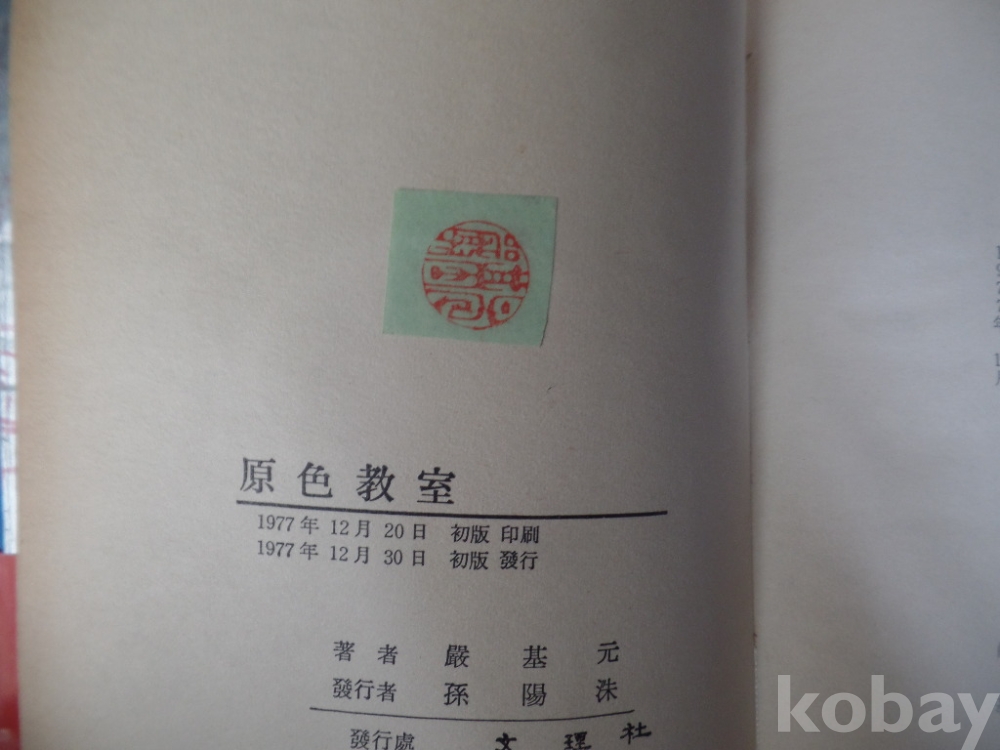 原色教室
1977年 12月 20日 初版 印刷
1977年 12月 30日 初版 發行
著者 嚴基元
發行者 孫陽洙
發行處 文理社
kobay